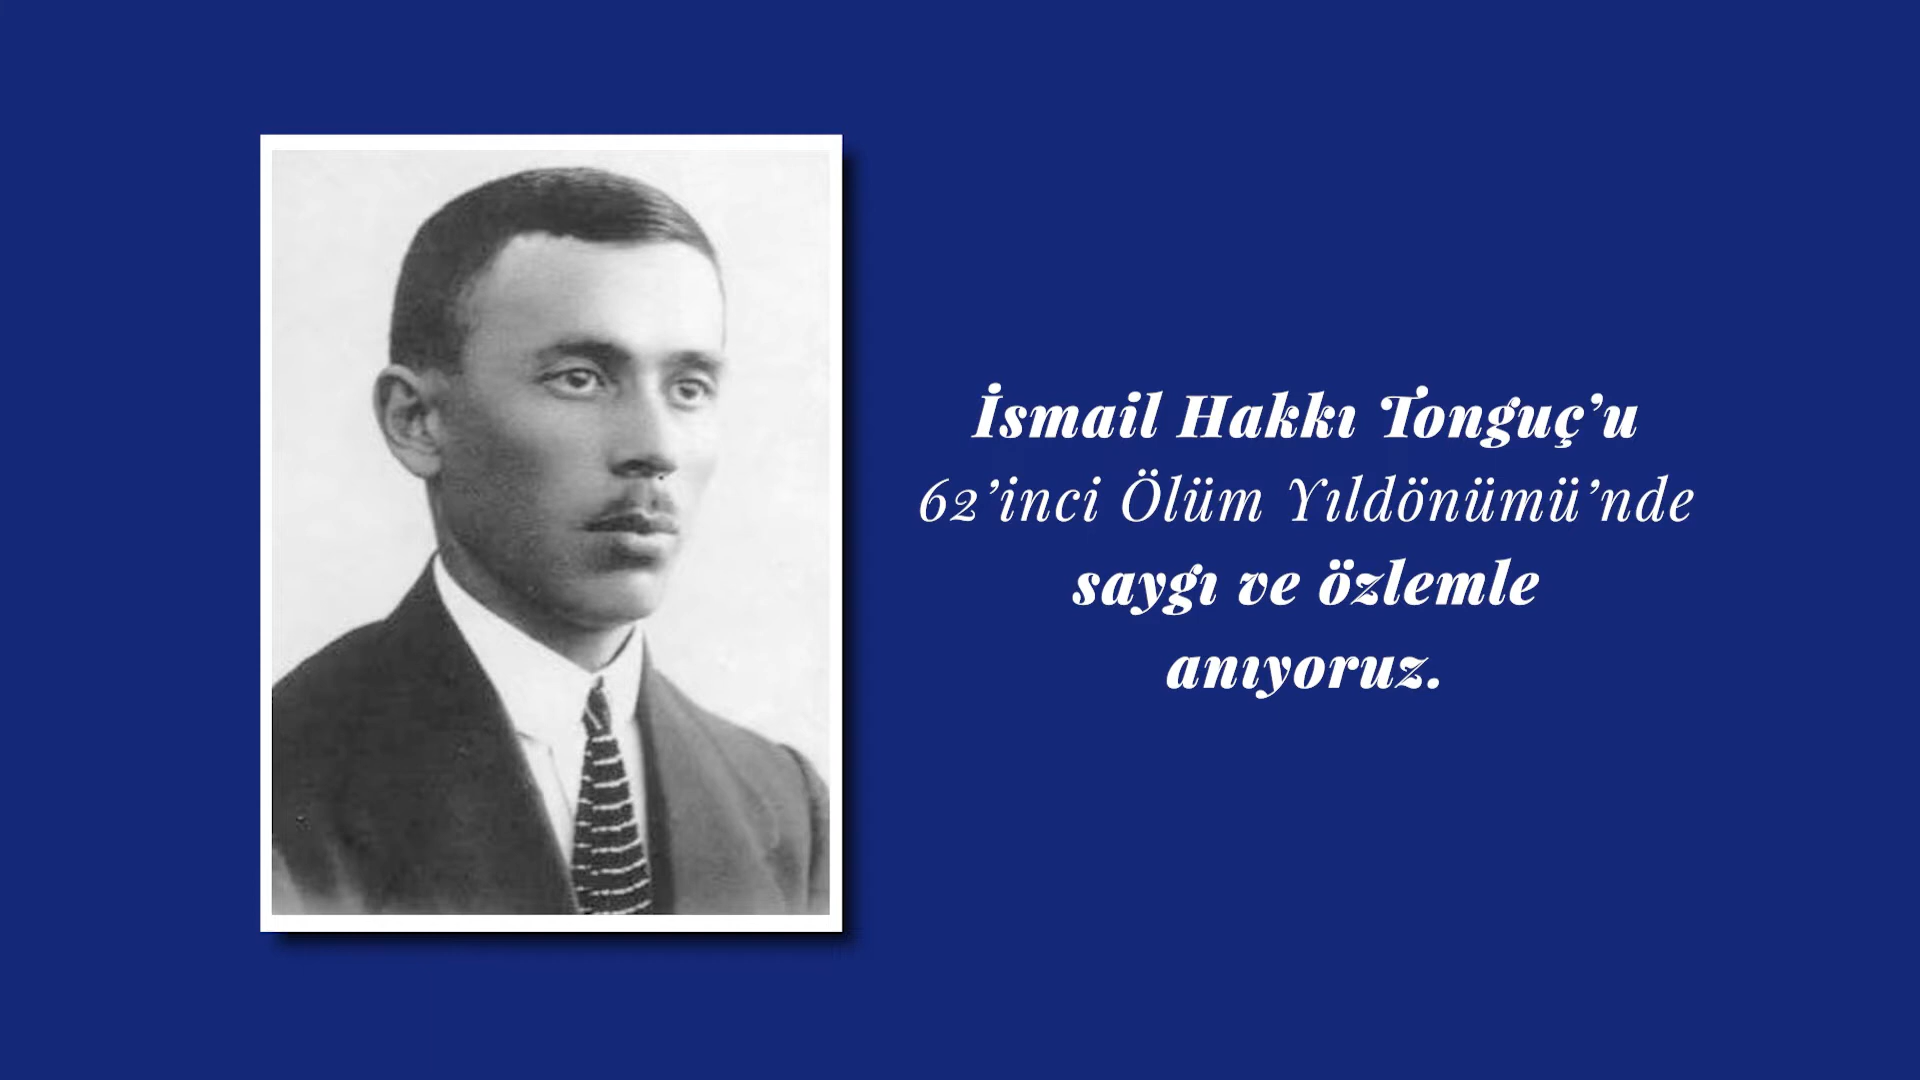 İsmail Hakkı Tonguç’u
62’inci Ölüm Yıldönümü’nde
saygı ve özlemle
anıyoruz.